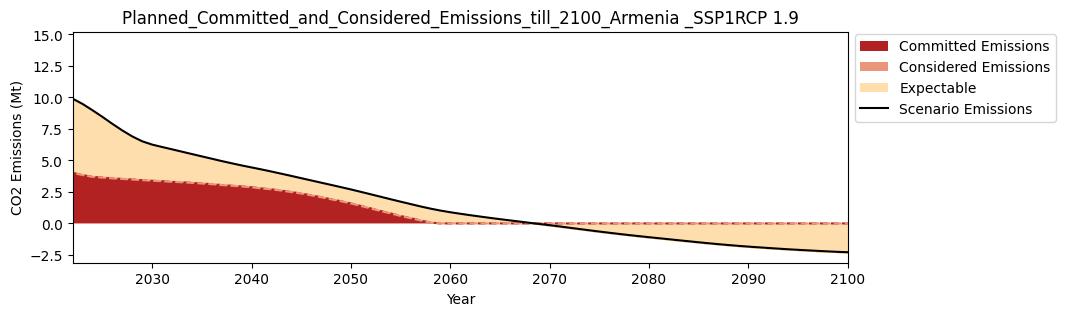 Planned_Committed_and_Considered_Emissions_till_2100_Armenia _SSP1RCP 1.9
15.0
12.5
10.0
7.5
5.0
2.5
0.0
−2.5
CO2 Emissions (Mt)
2030
2040
2050
2060
2070
2080
2090
2100
Year
Committed Emissions
Considered Emissions
Expectable
Scenario Emissions